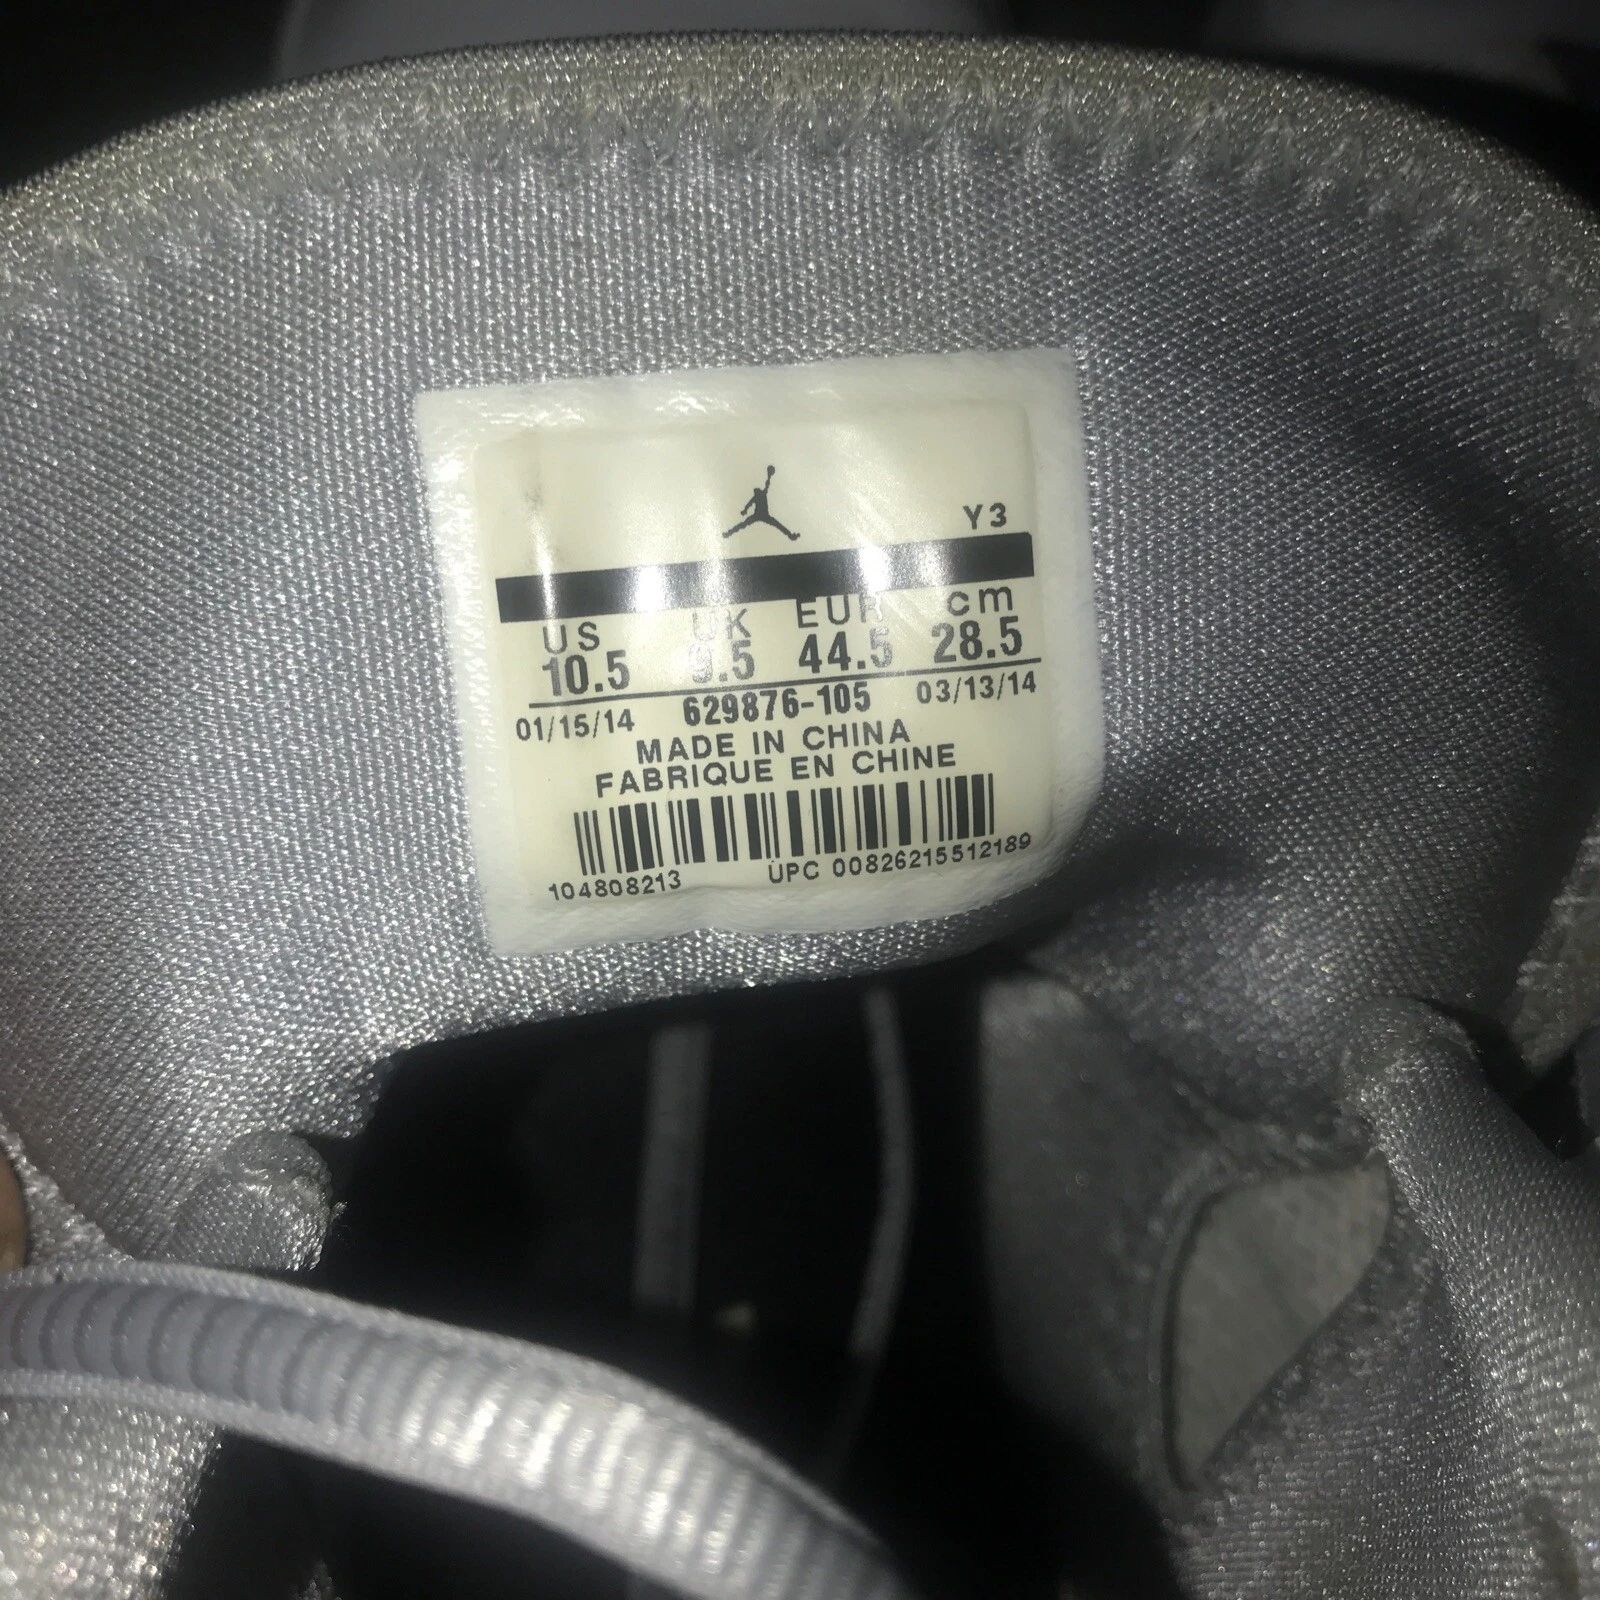 Y3
US UK EUR cm
10.5 9.5 44.5 28.5
01/15/14 629876-105 03/13/14
MADE IN CHINA
FABRIQUE EN CHINE
104808213 UPC 00826215512189